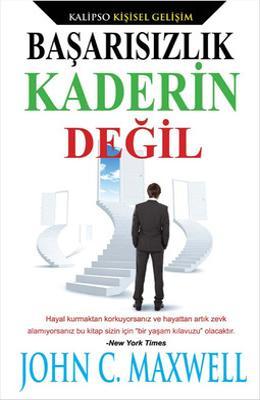 KALİPSO KİŞİSEL GELİŞİM
BAŞARISIZLIK
KADERİN
DEĞİL
Hayal kurmaktan korkuyorsanız ve hayattan artık zevk
alamıyorsanız bu kitap sizin için "bir yaşam kılavuzu" olacaktır.
-New York Times
JOHN C. MAXWELL